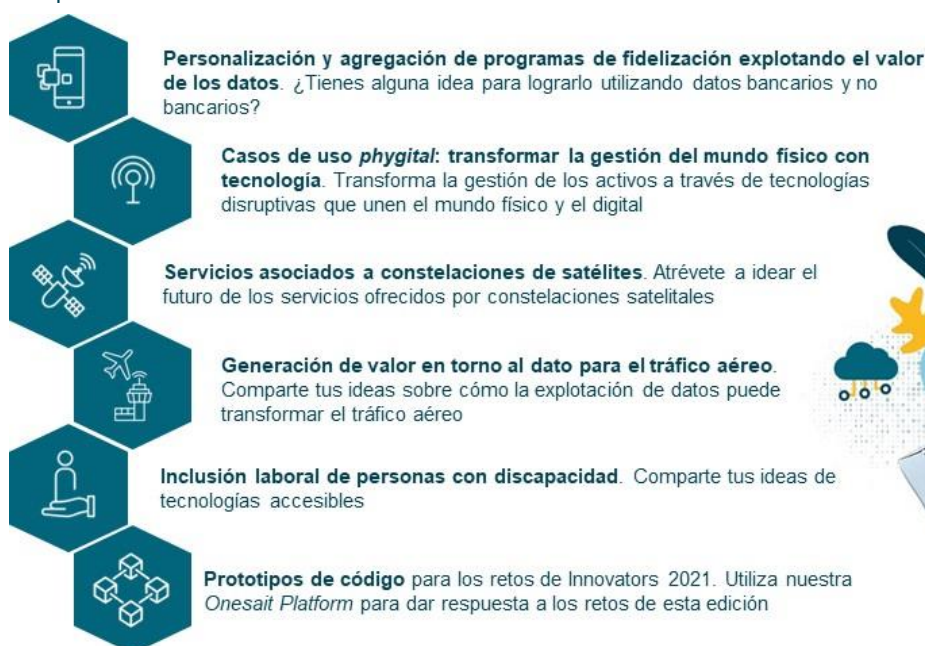 Personalización y agregación de programas de fidelización explotando el valor
de los datos. ¿Tienes alguna idea para lograrlo utilizando datos bancarios y no
bancarios?
Casos de uso phygital: transformar la gestión del mundo físico con
tecnología. Transforma la gestión de los activos a través de tecnologías
disruptivas que unen el mundo físico y el digital
Servicios asociados a constelaciones de satélites. Atrévete a idear el
futuro de los servicios ofrecidos por constelaciones satelitales
Generación de valor en torno al dato para el tráfico aéreo.
Comparte tus ideas sobre cómo la explotación de datos puede
transformar el tráfico aéreo
Inclusión laboral de personas con discapacidad. Comparte tus ideas de
tecnologías accesibles
Prototipos de código para los retos de Innovators 2021. Utiliza nuestra
Onesait Platform para dar respuesta a los retos de esta edición